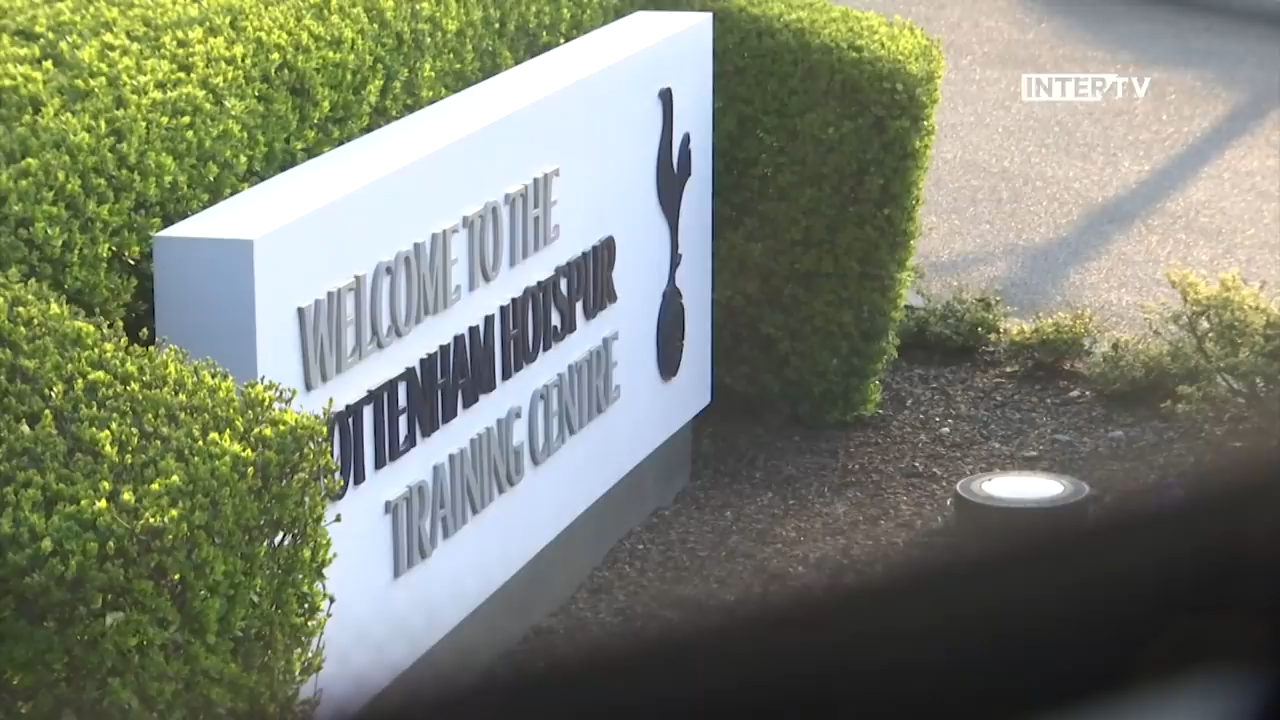 INTER TV
WELCOME TO THE
OTTENHAM HOTSPUR
TRAINING CENTRE